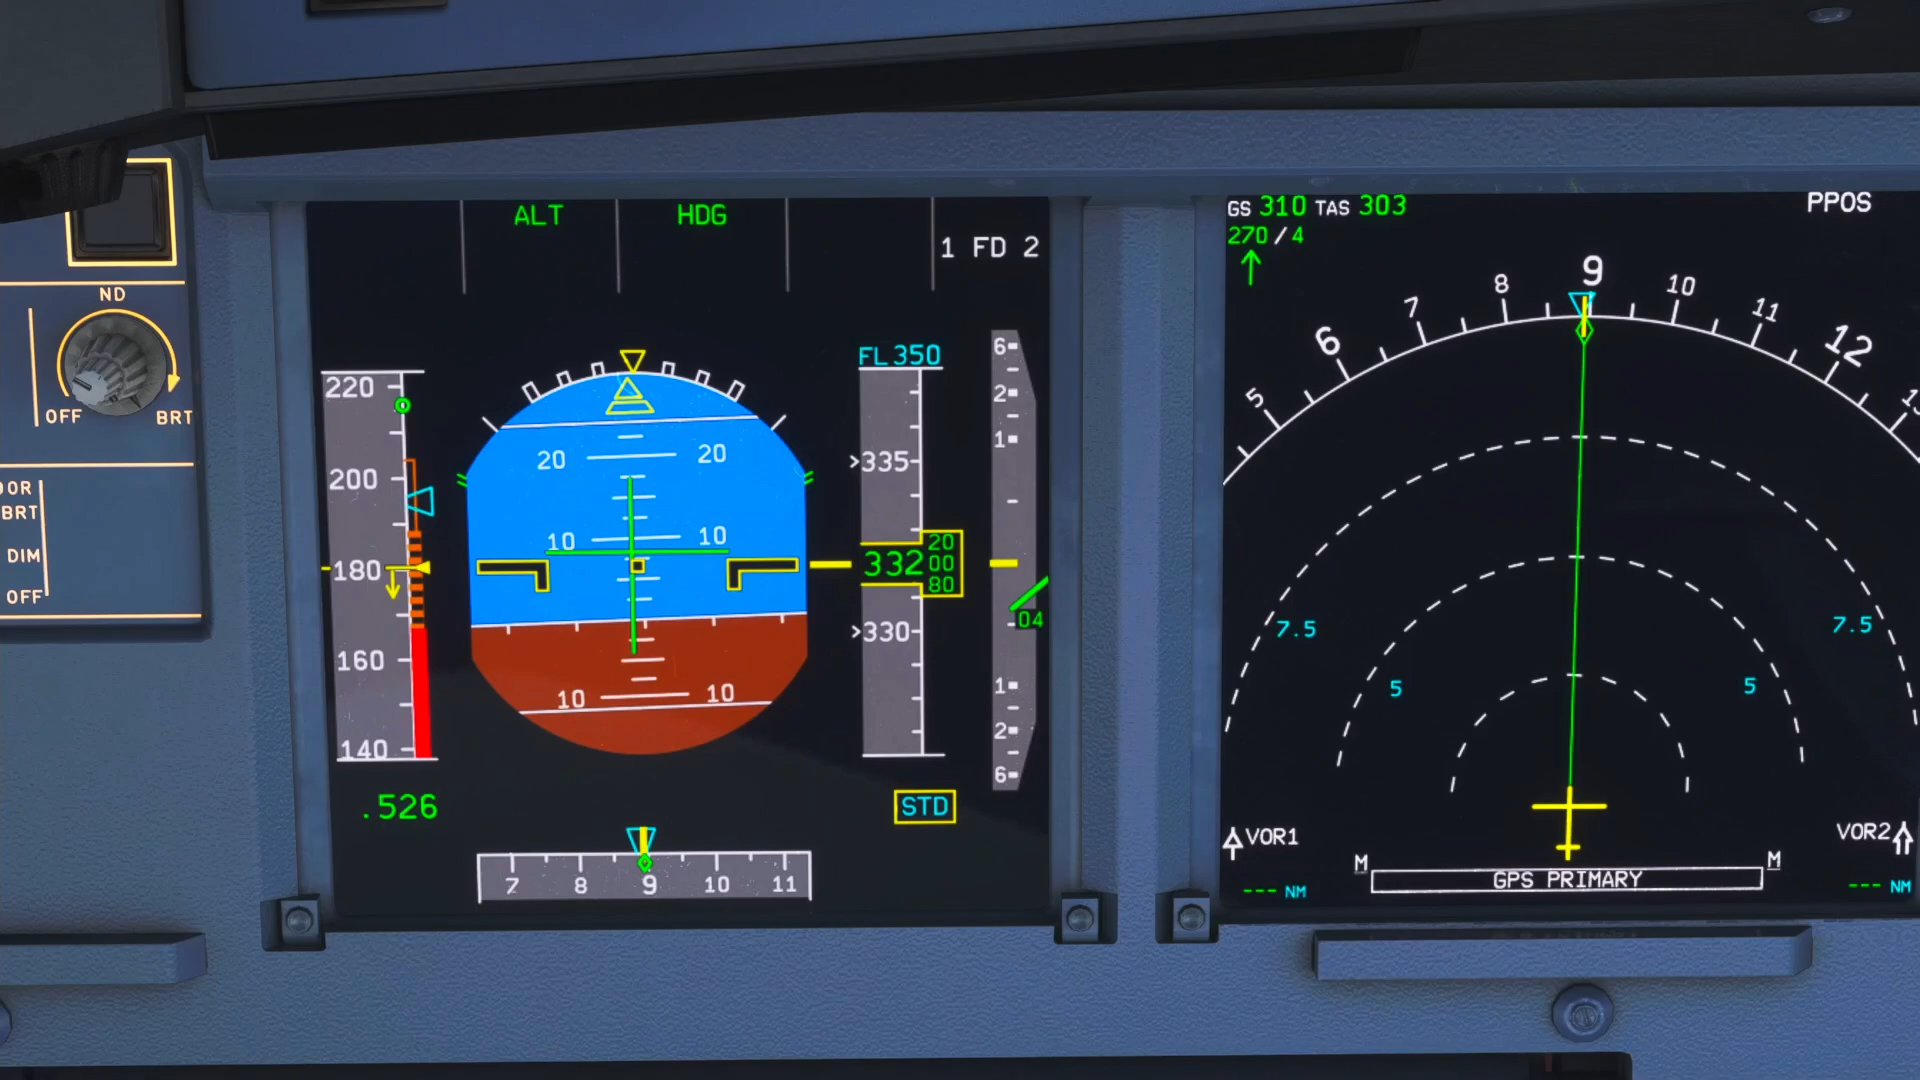 ND
OFF
BRT
OOR
BRT
DIM
OFF
ALT
HDG
1 FD 2
220
200
180
160
140
.526
20 20
10 10
10 10
FL350
335
332
20
00
80
330
STD
6
2
1
04
1
2
6
7 8 9 10 11
GS 310 TAS 303
270/4
PPOS
5 6 7 8 9 10 11 12
7.5 7.5
5 5
VOR1
VOR2
M M
GPS PRIMARY
--- NM
--- NM